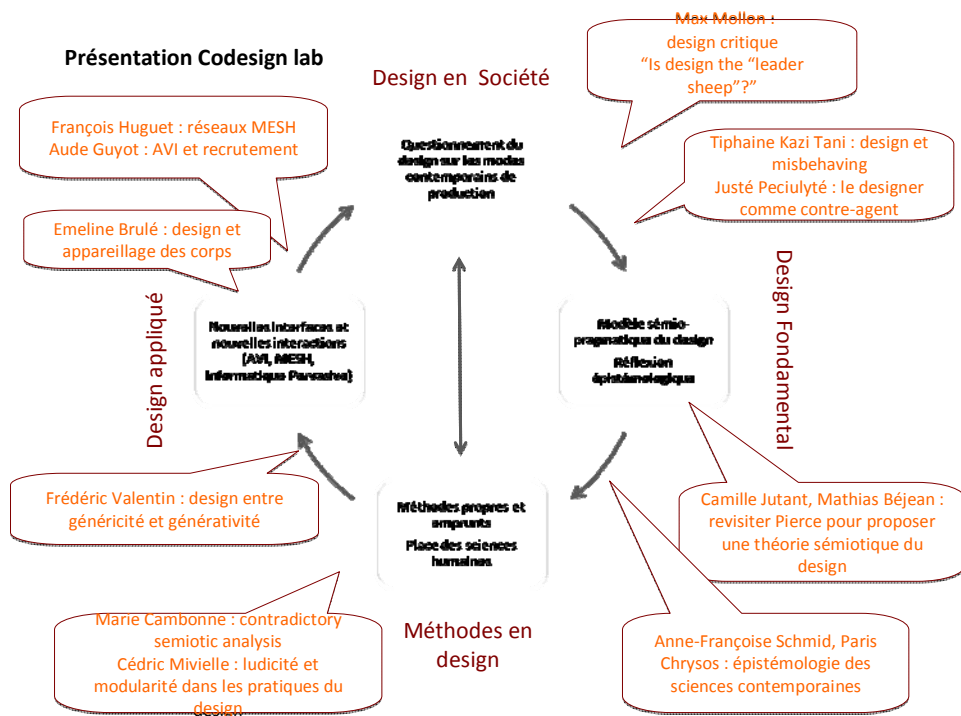 Présentation Codesign lab
Max Mollon :
design critique
“Is design the “leader
sheep”?”
Design en Société
François Huguet : réseaux MESH
Aude Guyot : AVI et recrutement
Questionnement du
design sur les modes
contemporains de
production
Tiphaine Kazi Tani : design et
misbehaving
Justé Peciulyté : le designer
comme contre-agent
Emeline Brulé : design et
appareillage des corps
Design appliqué
Nouvelles interfaces et
nouvelles interactions
(AVI, MESH,
Informatique Pervasive)
Modèle sémio-
pragmatique du design
Réflexion
épistémologique
Design Fondamental
Frédéric Valentin : design entre
généricité et générativité
Méthodes propres et
emprunts
Place des sciences
humaines
Camille Jutant, Mathias Béjean :
revisiter Pierce pour proposer
une théorie sémiotique du
design
Marie Cambonne : contradictory
semiotic analysis
Cédric Mivielle : ludicité et
modularité dans les pratiques du
design
Méthodes en
design
Anne-Françoise Schmid, Paris
Chrysos : épistémologie des
sciences contemporaines